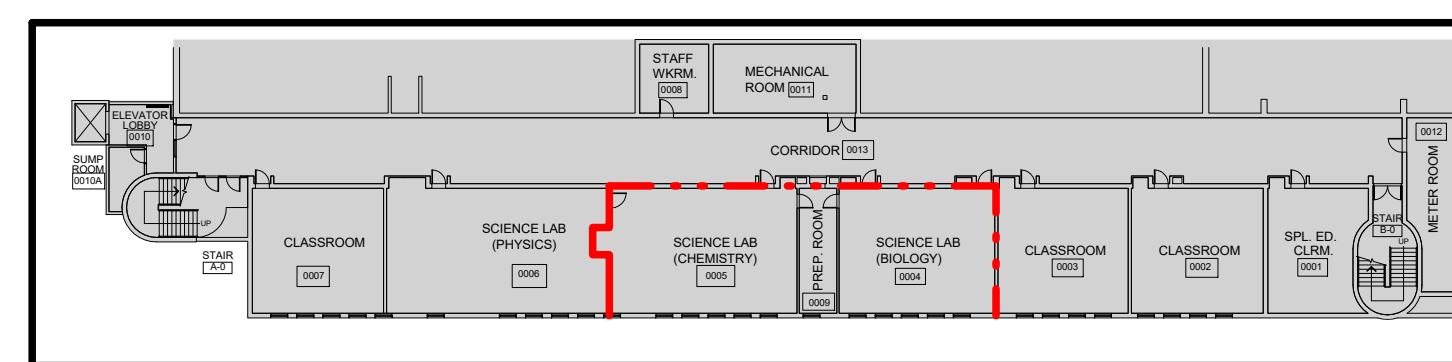 STAFF
WKRM.
0008
MECHANICAL
ROOM 0011
ELEVATOR
LOBBY
0010
0012
METER ROOM
CORRIDOR 0013
SUMP
ROOM
0010A
UP
STAIR
A-0
CLASSROOM
0007
SCIENCE LAB
(PHYSICS)
0006
SCIENCE LAB
(CHEMISTRY)
0005
PREP. ROOM
0009
SCIENCE LAB
(BIOLOGY)
0004
CLASSROOM
0003
CLASSROOM
0002
SPL. ED.
CLRM.
0001
STAIR
B-0
UP